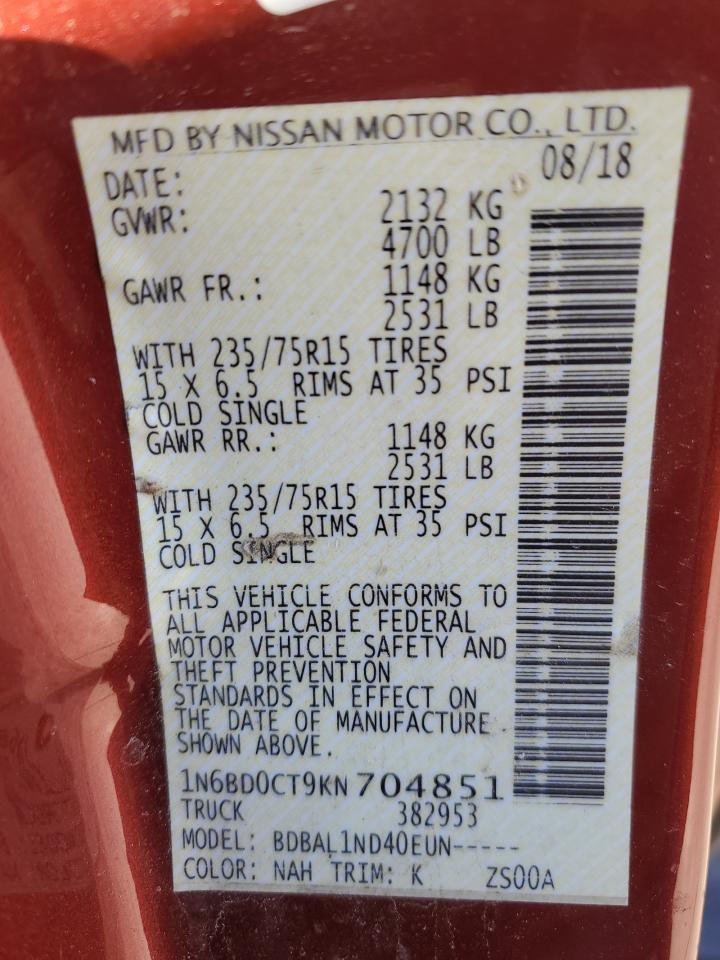 MFD BY NISSAN MOTOR CO., LTD.
DATE: 08/18
GVWR: 2132 KG
4700 LB
GAWR FR.: 1148 KG
2531 LB
WITH 235/75R15 TIRES
15 X 6.5 RIMS AT 35 PSI
COLD SINGLE
GAWR RR.: 1148 KG
2531 LB
WITH 235/75R15 TIRES
15 X 6.5 RIMS AT 35 PSI
COLD SINGLE
THIS VEHICLE CONFORMS TO
ALL APPLICABLE FEDERAL
MOTOR VEHICLE SAFETY AND
THEFT PREVENTION
STANDARDS IN EFFECT ON
THE DATE OF MANUFACTURE
SHOWN ABOVE.
1N6BD0CT9KN704851
TRUCK 382953
MODEL: BDBAL1ND40EUN-----
COLOR: NAH TRIM: K ZS00A